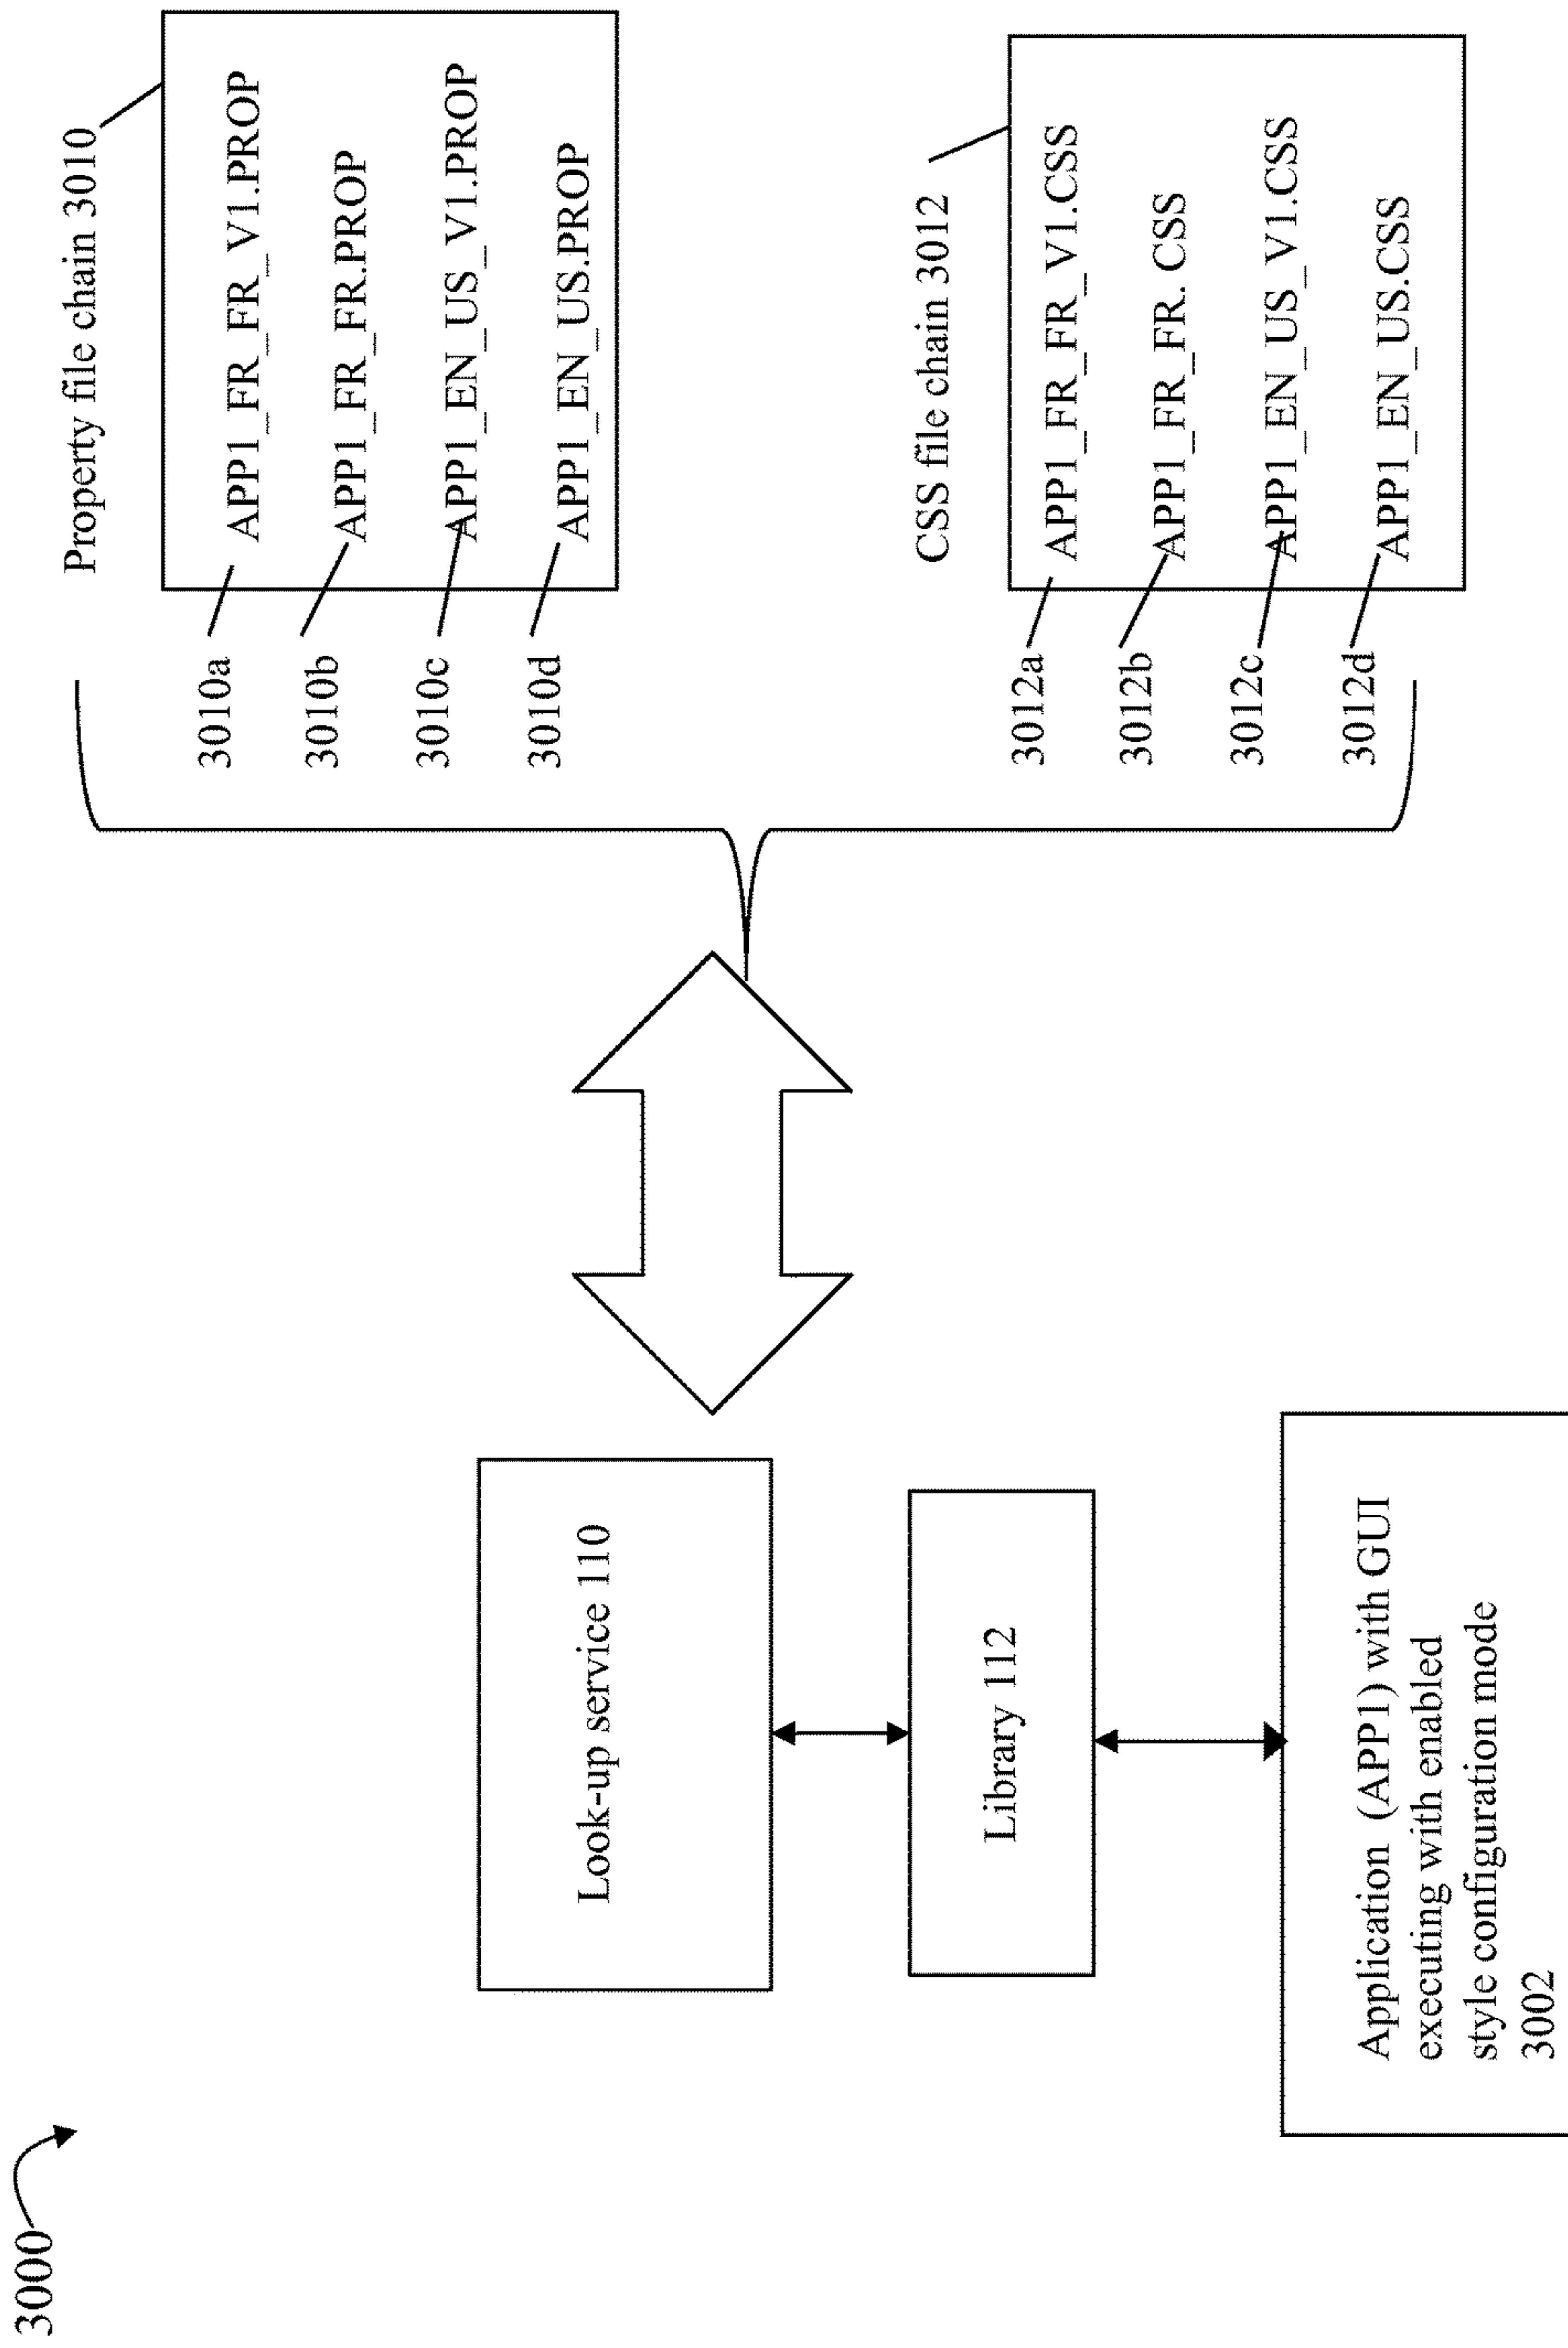 3000
Look-up service 110
Library 112
Application (APP1) with GUI
executing with enabled
style configuration mode
3002
Property file chain 3010
3010a
APP1_FR_FR_V1.PROP
3010b
APP1_FR_FR.PROP
3010c
APP1_EN_US_V1.PROP
3010d
APP1_EN_US.PROP
CSS file chain 3012
3012a
APP1_FR_FR_V1.CSS
3012b
APP1_FR_FR. CSS
3012c
APP1_EN_US_V1.CSS
3012d
APP1_EN_US.CSS